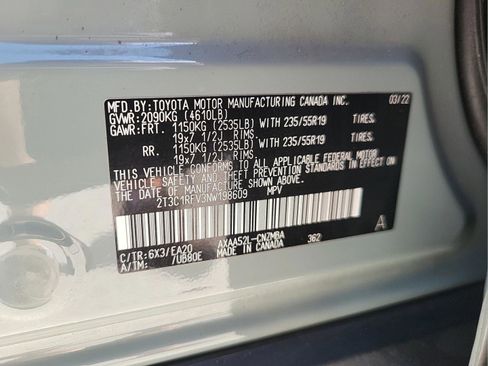 MFD.BY:TOYOTA MOTOR MANUFACTURING CANADA INC. 03/22
GVWR:2090KG (4610LB)
GAWR:FRT. 1150KG (2535LB) WITH 235/55R19 TIRES.
19x7 1/2J RIMS
RR. 1150KG (2535LB) WITH 235/55R19 TIRES.
19x7 1/2J RIMS.
THIS VEHICLE CONFORMS TO ALL APPLICABLE FEDERAL MOTOR
VEHICLE SAFETY AND THEFT PREVENTION STANDARDS IN EFFECT
ON THE DATE OF MANUFACTURE SHOWN ABOVE.
2T3C1RFV3NW198609 MPV
C/TR:6X3/EA20 AXAA52L-CNZMBA 362 A
A/TM: /UB80E MADE IN CANADA